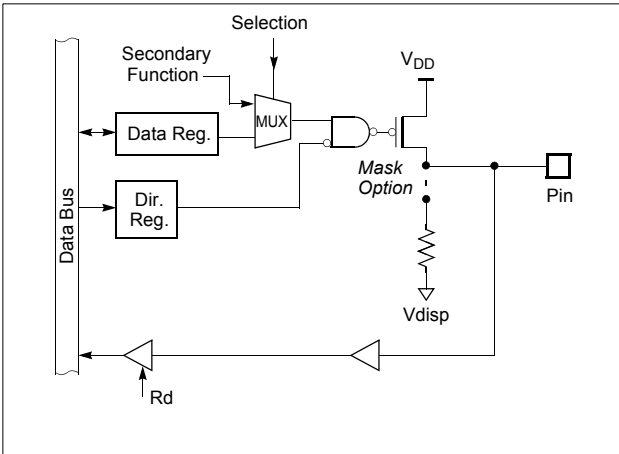 Selection
Secondary
Function
VDD
MUX
Data Reg.
Mask
Option
Pin
Dir.
Reg.
Data Bus
Vdisp
Rd